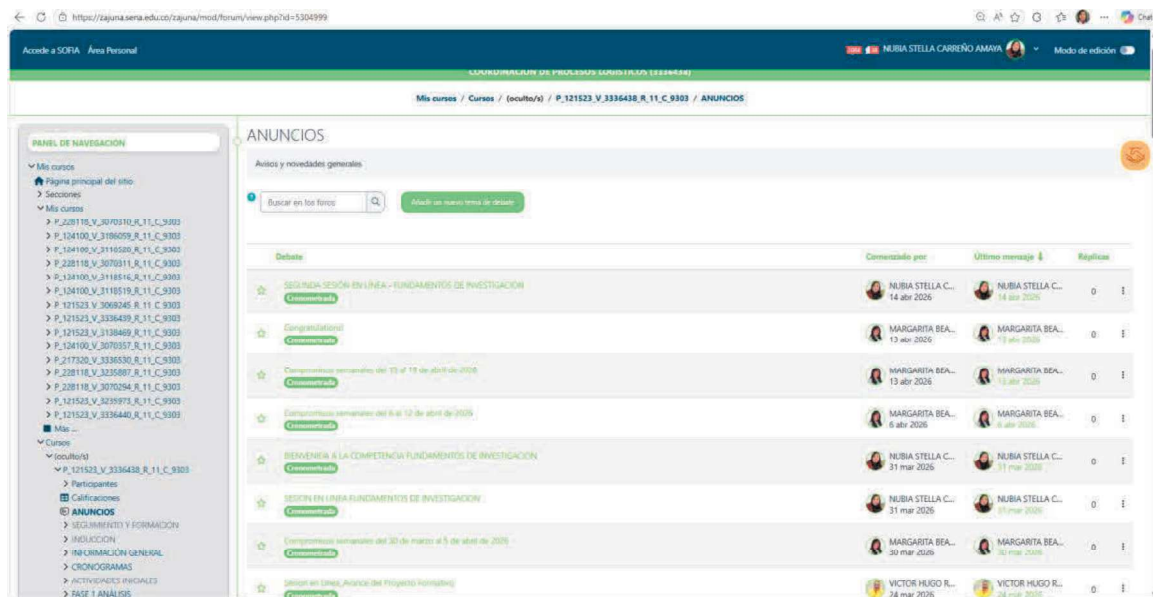 https://zajuna.sena.edu.co/zajuna/mod/forum/view.php?id=5304999
Chat
Accede a SOFIA Área Personal
NUBIA STELLA CARREÑO AMAYA
Modo de edición
COORDINACIÓN DE PROCESOS LOGÍSTICOS (3336438)
Mis cursos / Cursos / (oculto/s) / P_121523_V_3336438_R_11_C_9303 / ANUNCIOS
PANEL DE NAVEGACIÓN
Mis cursos
Página principal del sitio
Secciones
Mis cursos
P_228118_V_3070310_R_11_C_9303
P_124100_V_3186059_R_11_C_9303
P_124100_V_3110520_R_11_C_9303
P_228118_V_3070311_R_11_C_9303
P_124100_V_3118516_R_11_C_9303
P_124100_V_3118519_R_11_C_9303
P_121523_V_3069245_R_11_C_9303
P_121523_V_3336439_R_11_C_9303
P_121523_V_3138469_R_11_C_9303
P_124100_V_3070357_R_11_C_9303
P_217320_V_3336530_R_11_C_9303
P_228118_V_3235887_R_11_C_9303
P_228118_V_3070294_R_11_C_9303
P_121523_V_3235973_R_11_C_9303
P_121523_V_3336440_R_11_C_9303
Más ...
Cursos
(oculto/s)
P_121523_V_3336438_R_11_C_9303
Participantes
Calificaciones
ANUNCIOS
SEGUIMIENTO Y FORMACIÓN
INDUCCIÓN
INFORMACIÓN GENERAL
CRONOGRAMAS
ACTIVIDADES INICIALES
FASE 1 ANÁLISIS
ANUNCIOS
Avisos y novedades generales
Buscar en los foros
Añadir un nuevo tema de debate
Debate Comenzado por Último mensaje Réplicas
SEGUNDA SESIÓN EN LÍNEA - FUNDAMENTOS DE INVESTIGACIÓN NUBIA STELLA C... NUBIA STELLA C... 0
Cronometrada 14 abr 2026 14 abr 2026
Congratulations! MARGARITA BEA... MARGARITA BEA... 0
Cronometrada 13 abr 2026 13 abr 2026
Compromisos semanales del 13 al 19 de abril de 2026 MARGARITA BEA... MARGARITA BEA... 0
Cronometrada 13 abr 2026 13 abr 2026
Compromisos semanales del 6 al 12 de abril de 2026 MARGARITA BEA... MARGARITA BEA... 0
Cronometrada 6 abr 2026 6 abr 2026
BIENVENIDA A LA COMPETENCIA FUNDAMENTOS DE INVESTIGACIÓN NUBIA STELLA C... NUBIA STELLA C... 0
Cronometrada 31 mar 2026 31 mar 2026
SESIÓN EN LÍNEA FUNDAMENTOS DE INVESTIGACIÓN NUBIA STELLA C... NUBIA STELLA C... 0
Cronometrada 31 mar 2026 31 mar 2026
Compromisos semanales del 30 de marzo al 5 de abril de 2026 MARGARITA BEA... MARGARITA BEA... 0
Cronometrada 30 mar 2026 30 mar 2026
Sesión en Línea_Avance del Proyecto Formativo VICTOR HUGO R... VICTOR HUGO R... 0
Cronometrada 24 mar 2026 24 mar 2026